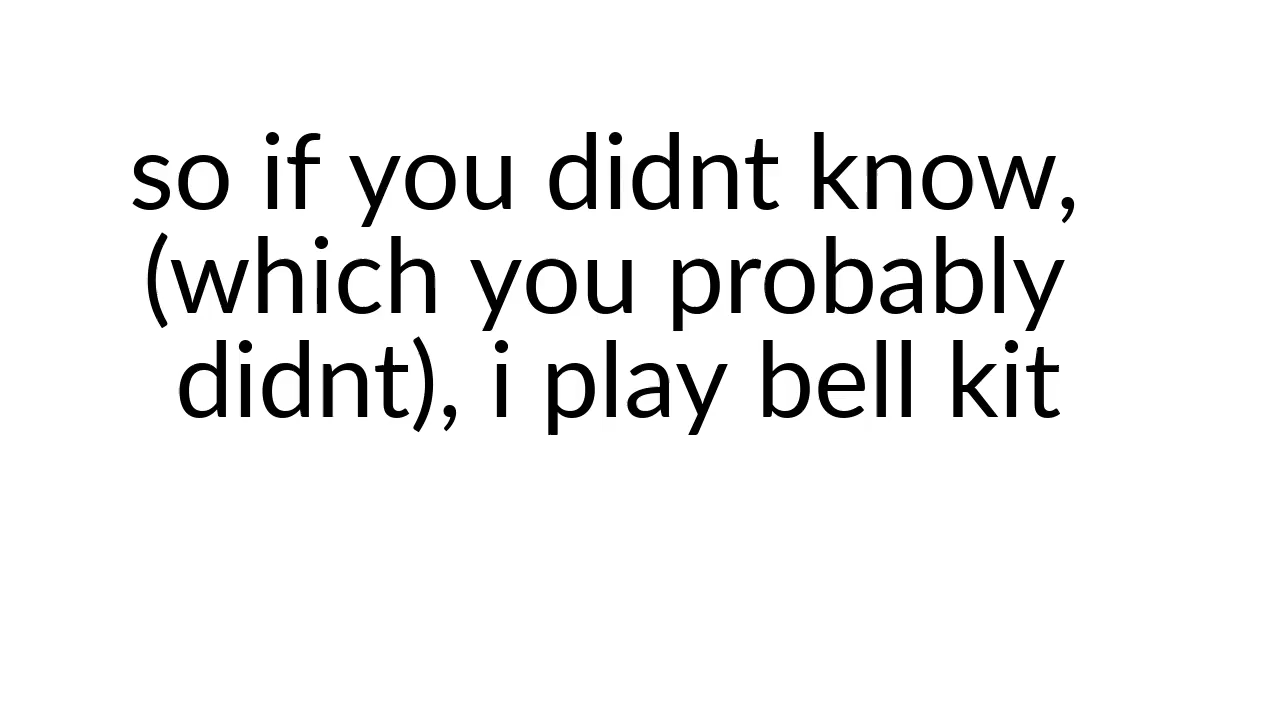 so if you didnt know,
(which you probably
didnt), i play bell kit